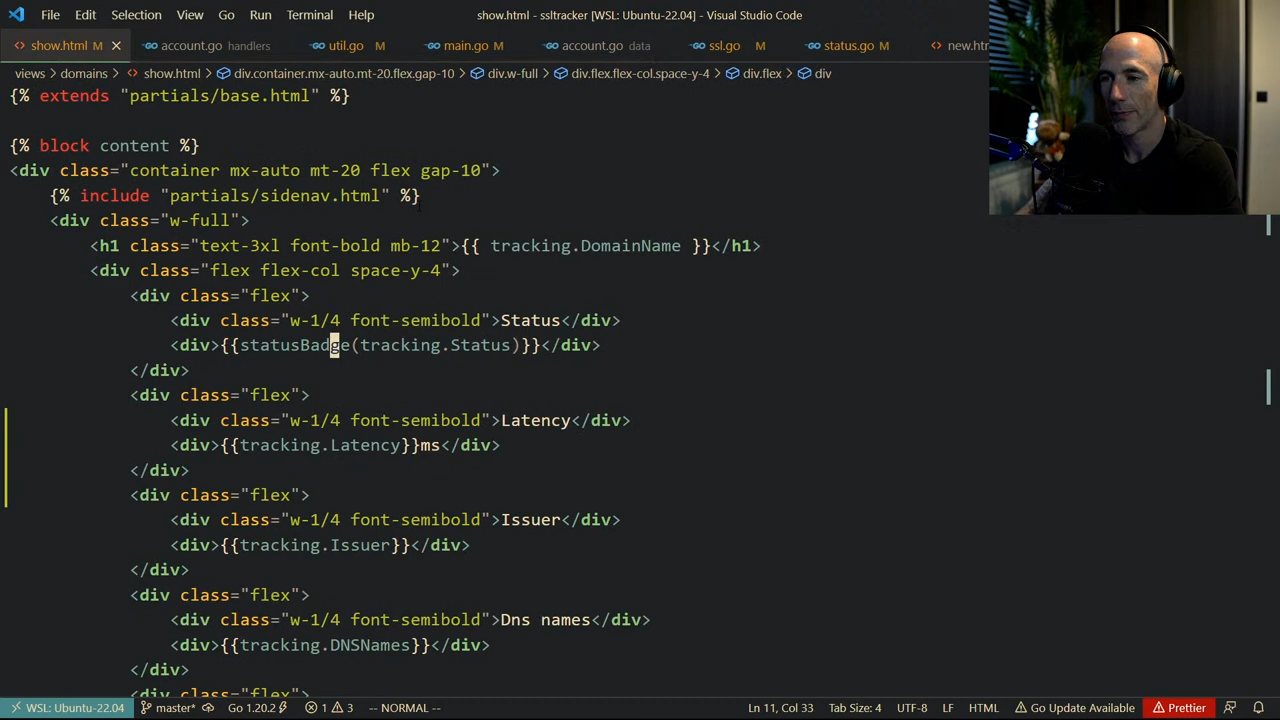 File Edit Selection View Go Run Terminal Help show.html - ssltracker [WSL: Ubuntu-22.04] - Visual Studio Code
show.html M account.go handlers util.go M main.go M account.go data ssl.go M status.go M new.ht
views domains show.html div.container.mx-auto.mt-20.flex.gap-10 div.w-full div.flex.flex-col.space-y-4 div.flex div
{% extends "partials/base.html" %}
{% block content %}
<div class="container mx-auto mt-20 flex gap-10">
{% include "partials/sidenav.html" %}
<div class="w-full">
<h1 class="text-3xl font-bold mb-12">{{ tracking.DomainName }}</h1>
<div class="flex flex-col space-y-4">
<div class="flex">
<div class="w-1/4 font-semibold">Status</div>
<div>{{statusBadge(tracking.Status)}}</div>
</div>
<div class="flex">
<div class="w-1/4 font-semibold">Latency</div>
<div>{{tracking.Latency}}ms</div>
</div>
<div class="flex">
<div class="w-1/4 font-semibold">Issuer</div>
<div>{{tracking.Issuer}}</div>
</div>
<div class="flex">
<div class="w-1/4 font-semibold">Dns names</div>
<div>{{tracking.DNSNames}}</div>
</div>
<div class="flex">
WSL: Ubuntu-22.04 master* Go 1.20.2 1 3 -- NORMAL -- Ln 11, Col 33 Tab Size: 4 UTF-8 LF HTML Go Update Available Prettier